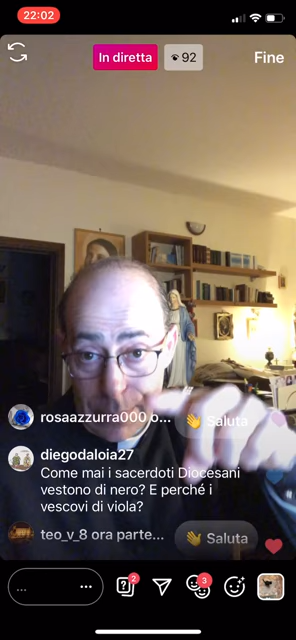 22:02
In diretta
92
Fine
rosaazzurra000 o...
👋 Saluta
diegodaloia27
Come mai i sacerdoti Diocesani
vestono di nero? E perché i
vescovi di viola?
teo_v_8 ora parte...
👋 Saluta
...
2
3